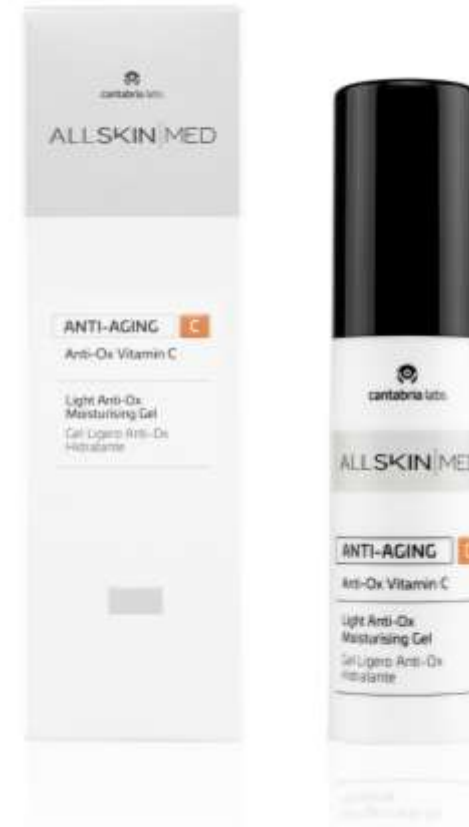 cantabria labs
ALLSKIN|MED
ANTI-AGING C
Anti-Ox Vitamin C
Light Anti-Ox
Moisturising Gel
Gel Ligero Anti-Ox
Hidratante
cantabria labs
ALLSKIN|MED
ANTI-AGING C
Anti-Ox Vitamin C
Light Anti-Ox
Moisturising Gel
Gel Ligero Anti-Ox
Hidratante